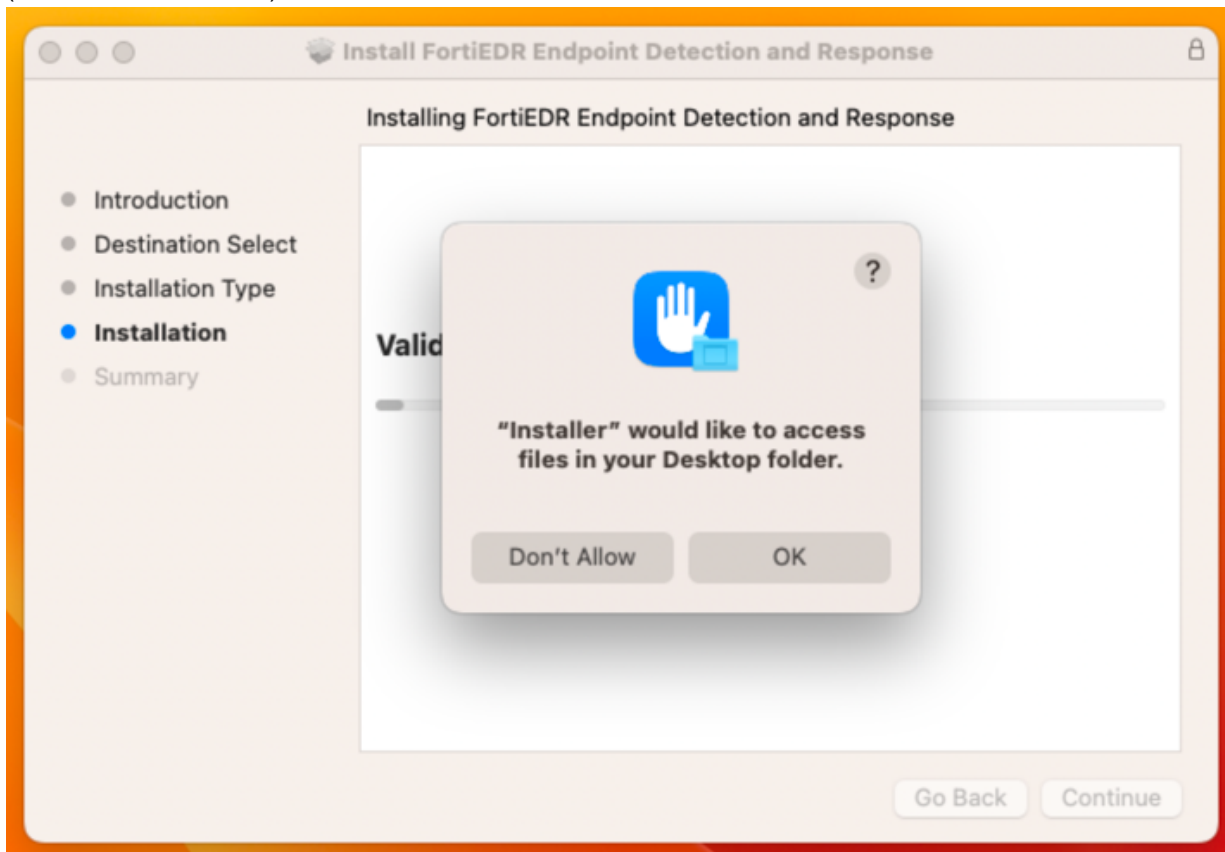 Install FortiEDR Endpoint Detection and Response
Installing FortiEDR Endpoint Detection and Response
Introduction
Destination Select
Installation Type
Installation
Summary
Valid
?
“Installer” would like to access
files in your Desktop folder.
Don't Allow
OK
Go Back
Continue